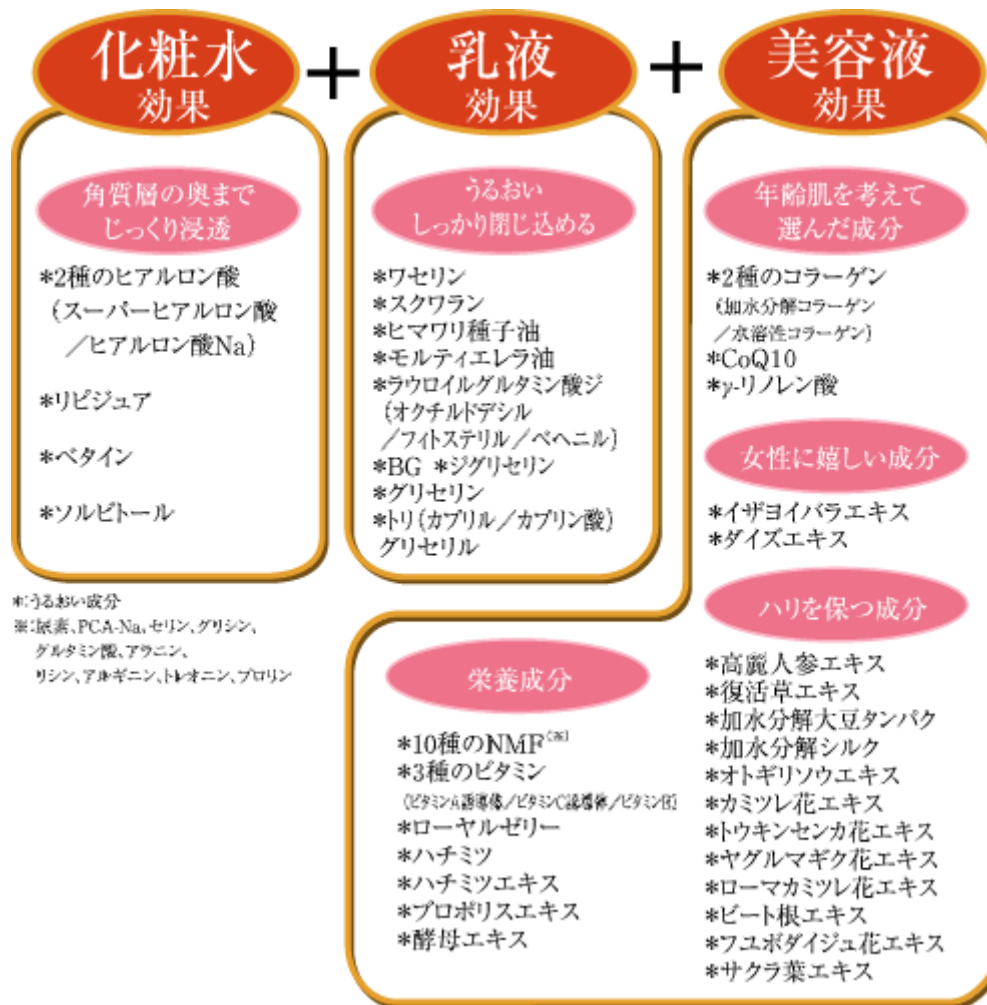 化粧水
効果
+
乳液
効果
+
美容液
効果
角質層の奥まで
じっくり浸透
*2種のヒアルロン酸
(スーパーヒアルロン酸
/ヒアルロン酸Na)
*リピジュア
*ベタイン
*ソルビトール
*:うるおい成分
※:尿素、PCA-Na、セリン、グリシン、
グルタミン酸、アラニン、
リシン、アルギニン、トレオニン、プロリン
うるおい
しっかり閉じ込める
*ワセリン
*スクワラン
*ヒマワリ種子油
*モルティエレラ油
*ラウロイルグルタミン酸ジ
(オクチルドデシル
/フィトステリル/ベヘニル)
*BG *ジグリセリン
*グリセリン
*トリ(カプリル/カプリン酸)
グリセリル
年齢肌を考えて
選んだ成分
*2種のコラーゲン
(加水分解コラーゲン
/水溶性コラーゲン)
*CoQ10
*γ-リノレン酸
女性に嬉しい成分
*イザヨイバラエキス
*ダイズエキス
ハリを保つ成分
*高麗人参エキス
*復活草エキス
*加水分解大豆タンパク
*加水分解シルク
*オトギリソウエキス
*カミツレ花エキス
*トウキンセンカ花エキス
*ヤグルマギク花エキス
*ローマカミツレ花エキス
*ビート根エキス
*フユボダイジュ花エキス
*サクラ葉エキス
栄養成分
*10種のNMF(※)
*3種のビタミン
(ビタミンA誘導体/ビタミンC誘導体/ビタミンE)
*ローヤルゼリー
*ハチミツ
*ハチミツエキス
*プロポリスエキス
*酵母エキス